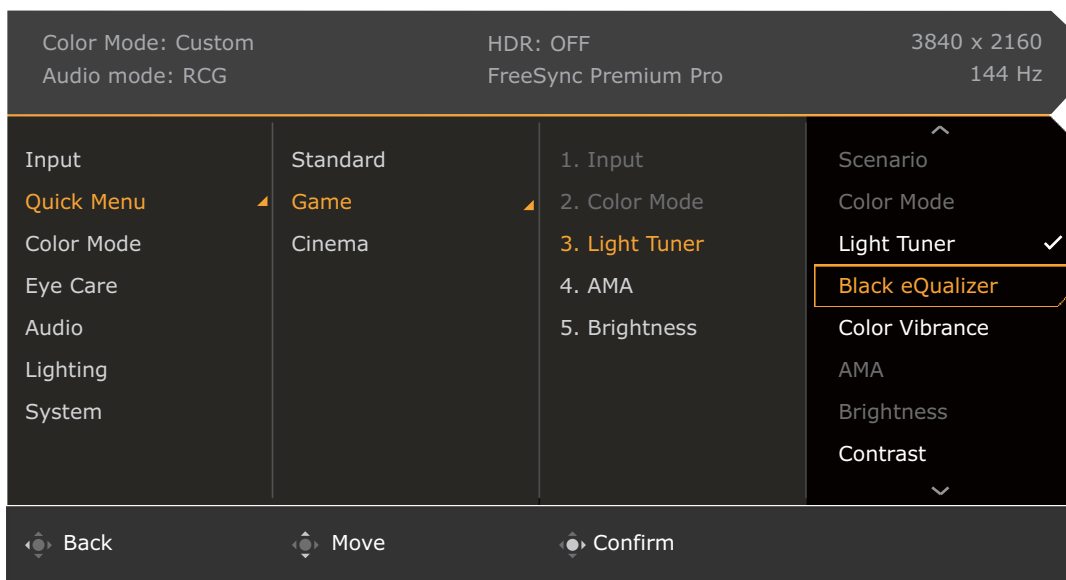 Color Mode: Custom
HDR: OFF
3840 x 2160
Audio mode: RCG
FreeSync Premium Pro
144 Hz
Input
Quick Menu
Color Mode
Eye Care
Audio
Lighting
System
Standard
Game
Cinema
1. Input
2. Color Mode
3. Light Tuner
4. AMA
5. Brightness
Scenario
Color Mode
Light Tuner
Black eQualizer
Color Vibrance
AMA
Brightness
Contrast
Back
Move
Confirm